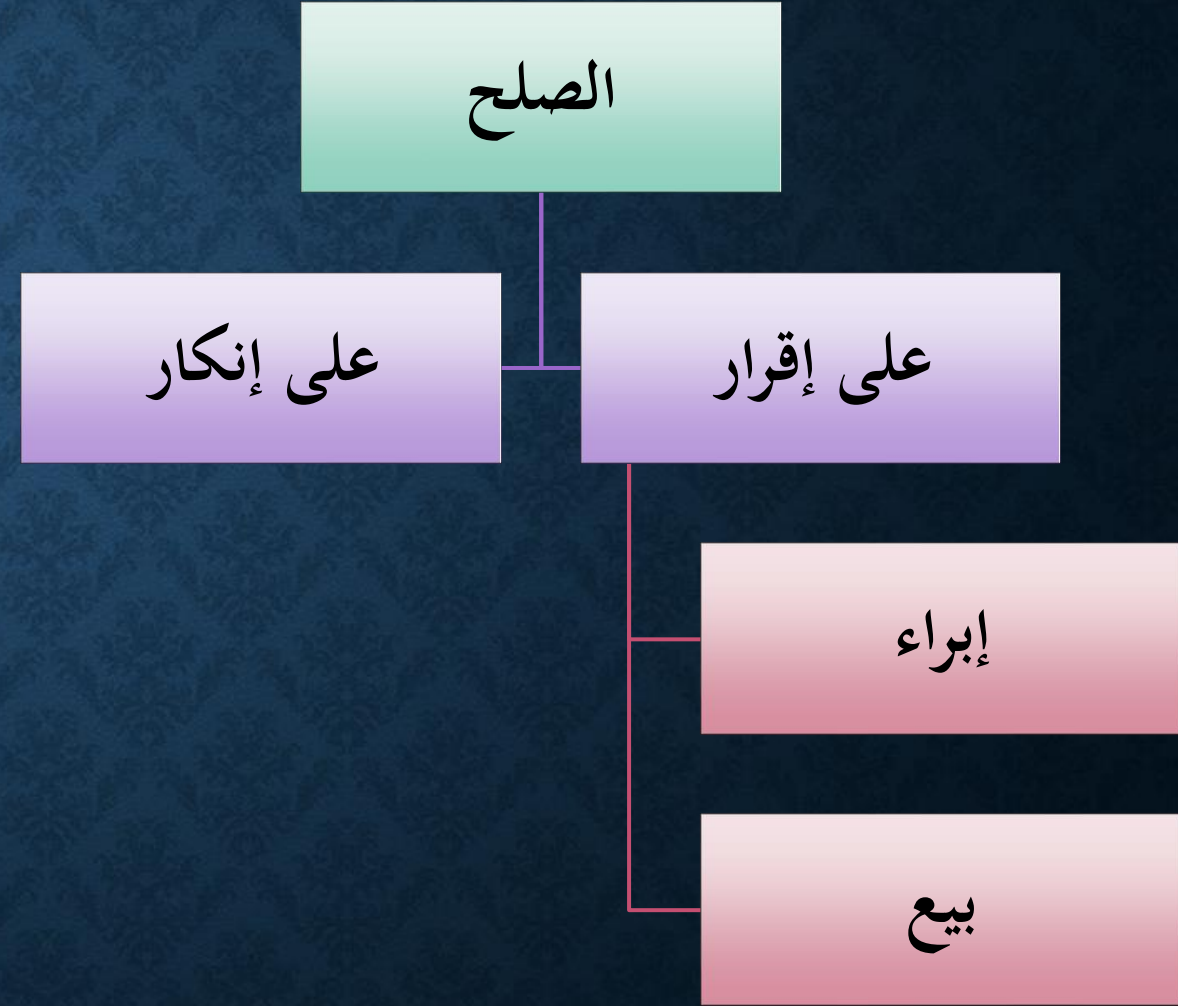 الصلح
على إقرار
على إنكار
إبراء
بيع